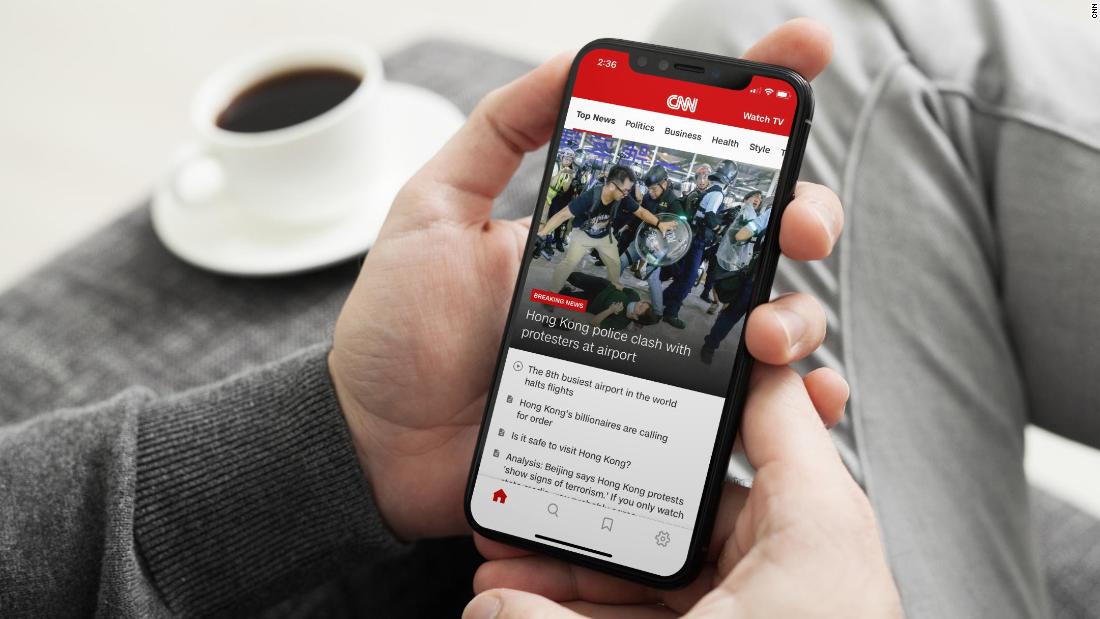 CNN
2:36
CNN
Watch TV
Top News Politics Business Health Style T
BREAKING NEWS
Hong Kong police clash with
protesters at airport
The 8th busiest airport in the world
halts flights
Hong Kong's billionaires are calling
for order
Is it safe to visit Hong Kong?
Analysis: Beijing says Hong Kong protests
'show signs of terrorism.' If you only watch